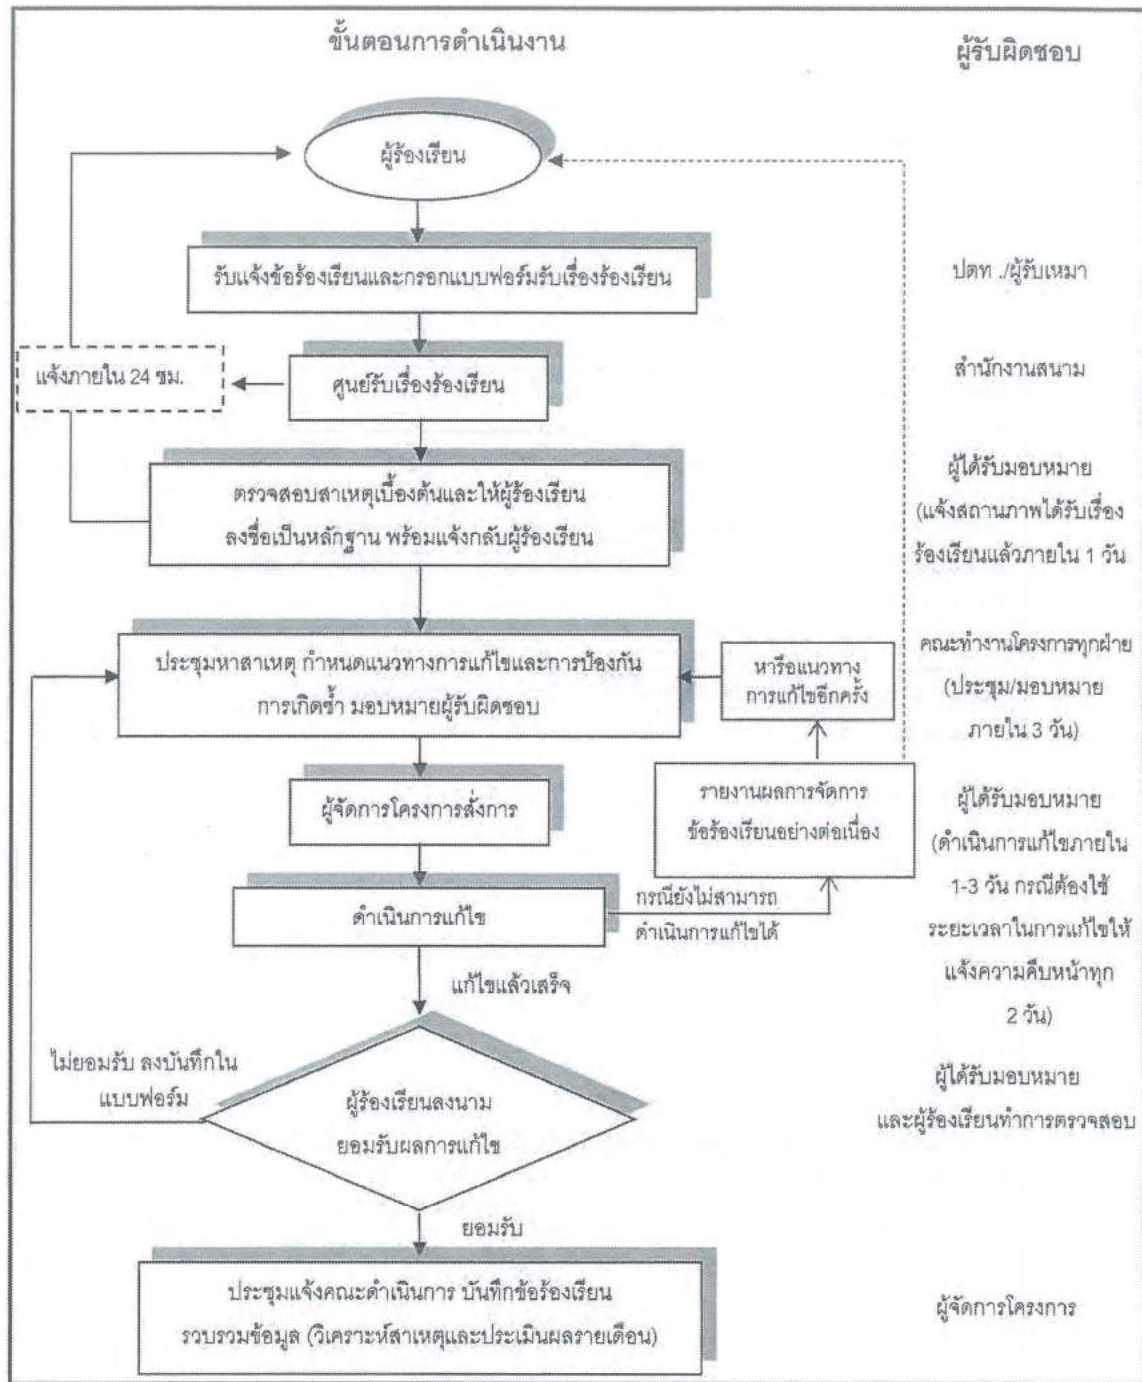 ขั้นตอนการดำเนินงาน
ผู้รับผิดชอบ
ผู้ร้องเรียน
รับแจ้งข้อร้องเรียนและกรอกแบบฟอร์มรับเรื่องร้องเรียน
ปตท ./ผู้รับเหมา
แจ้งภายใน 24 ชม.
ศูนย์รับเรื่องร้องเรียน
สำนักงานสนาม
ตรวจสอบสาเหตุเบื้องต้นและให้ผู้ร้องเรียน
ลงชื่อเป็นหลักฐาน พร้อมแจ้งกลับผู้ร้องเรียน
ผู้ได้รับมอบหมาย
(แจ้งสถานภาพได้รับเรื่อง
ร้องเรียนแล้วภายใน 1 วัน
ประชุมหาสาเหตุ กำหนดแนวทางการแก้ไขและการป้องกัน
การเกิดซ้ำ มอบหมายผู้รับผิดชอบ
หารือแนวทาง
การแก้ไขอีกครั้ง
คณะทำงานโครงการทุกฝ่าย
(ประชุม/มอบหมาย
ภายใน 3 วัน)
ผู้จัดการโครงการสั่งการ
รายงานผลการจัดการ
ข้อร้องเรียนอย่างต่อเนื่อง
ดำเนินการแก้ไข
กรณียังไม่สามารถ
ดำเนินการแก้ไขได้
ผู้ได้รับมอบหมาย
(ดำเนินการแก้ไขภายใน
1-3 วัน กรณีต้องใช้
ระยะเวลาในการแก้ไขให้
แจ้งความคืบหน้าทุก
2 วัน)
แก้ไขแล้วเสร็จ
ไม่ยอมรับ ลงบันทึกใน
แบบฟอร์ม
ผู้ร้องเรียนลงนาม
ยอมรับผลการแก้ไข
ผู้ได้รับมอบหมาย
และผู้ร้องเรียนทำการตรวจสอบ
ยอมรับ
ประชุมแจ้งคณะดำเนินการ บันทึกข้อร้องเรียน
รวบรวมข้อมูล (วิเคราะห์สาเหตุและประเมินผลรายเดือน)
ผู้จัดการโครงการ